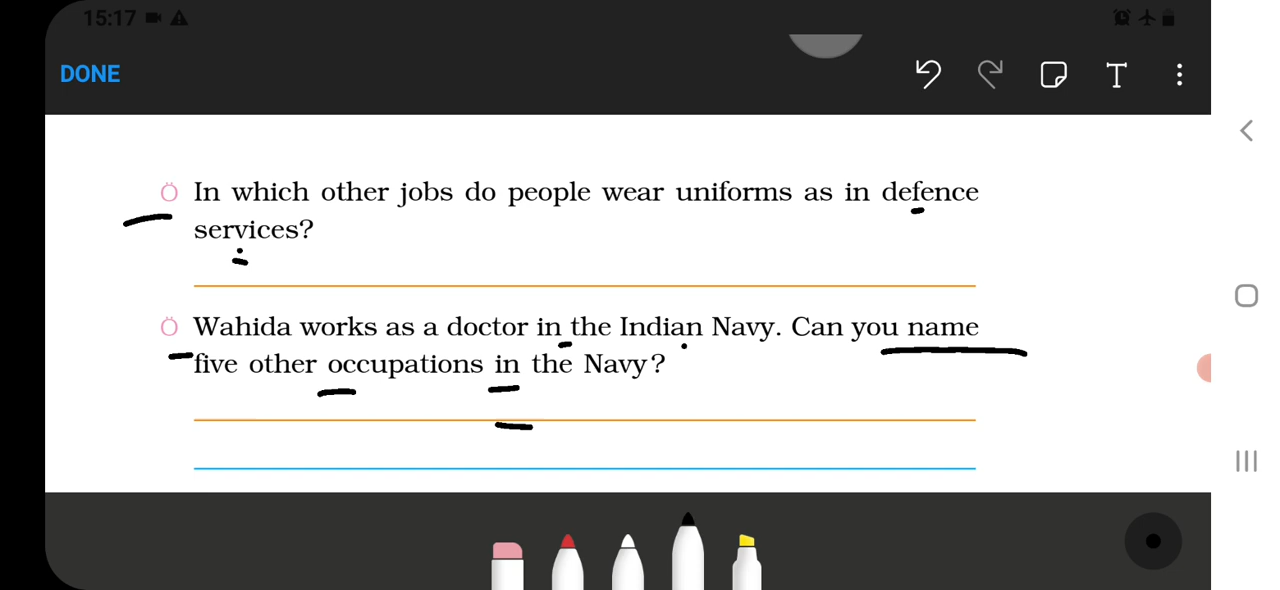 15:17
DONE
T
Ö In which other jobs do people wear uniforms as in defence
services?
Ö Wahida works as a doctor in the Indian Navy. Can you name
five other occupations in the Navy?